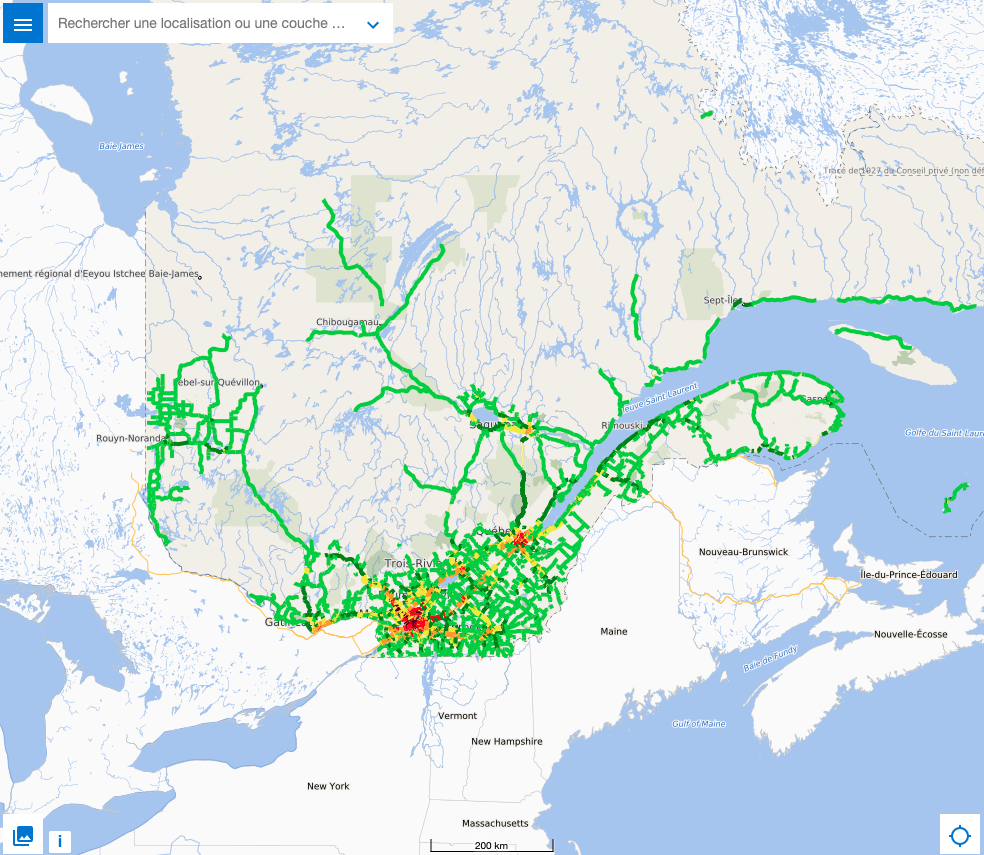 Rechercher une localisation ou une couche ...
Baie James
Tracé de 1927 du Conseil privé (non déf
nement régional d'Eeyou Istchee Baie-James
Sept-Îles
Chibougamau
Lebel-sur-Quévillon
Fleuve Saint Laurent
Gaspé
Saguenay
Rimouski
Golfe du Saint Laure
Rouyn-Noranda
Québec
Nouveau-Brunswick
Trois-Rivi
Île-du-Prince-Édouard
Gatineau
Maine
Nouvelle-Écosse
Baie de Fundy
Vermont
Gulf of Maine
New Hampshire
New York
Massachusetts
i
200 km